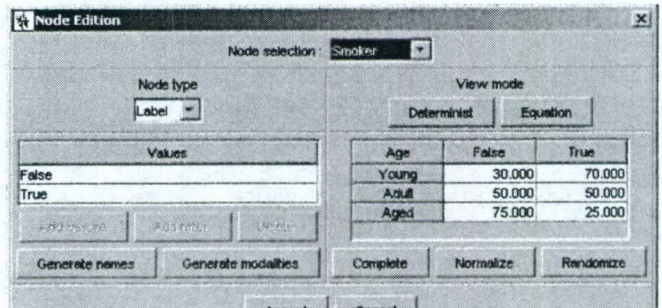 Node Edition
Node selection : Smoker
Node type
Label
View mode
Determinist Equation
Values
False
True
Age False True
Young 30.000 70.000
Adult 50.000 50.000
Aged 75.000 25.000
Generate names Generate modalities Complete Normalize Randomize